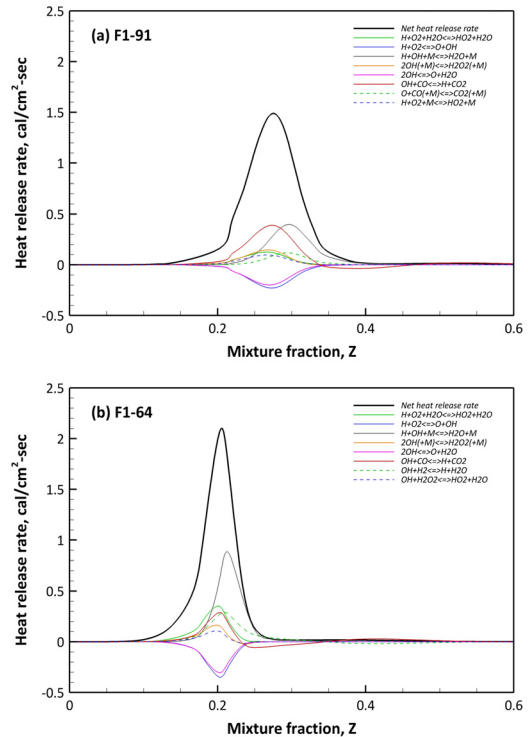 (a) F1-91
Net heat release rate
H+O2+H2O<=>HO2+H2O
H+O2<=>O+OH
H+OH+M<=>H2O+M
2OH(+M)<=>H2O2(+M)
2OH<=>O+H2O
OH+CO<=>H+CO2
O+CO(+M)<=>CO2(+M)
H+O2+M<=>HO2+M
Heat release rate, cal/cm²-sec
2.5
2
1.5
1
0.5
0
-0.5
0 0.2 0.4 0.6
Mixture fraction, Z
(b) F1-64
Net heat release rate
H+O2+H2O<=>HO2+H2O
H+O2<=>O+OH
H+OH+M<=>H2O+M
2OH(+M)<=>H2O2(+M)
2OH<=>O+H2O
OH+CO<=>H+CO2
OH+H2<=>H+H2O
OH+H2O2<=>HO2+H2O
Heat release rate, cal/cm²-sec
2.5
2
1.5
1
0.5
0
-0.5
0 0.2 0.4 0.6
Mixture fraction, Z